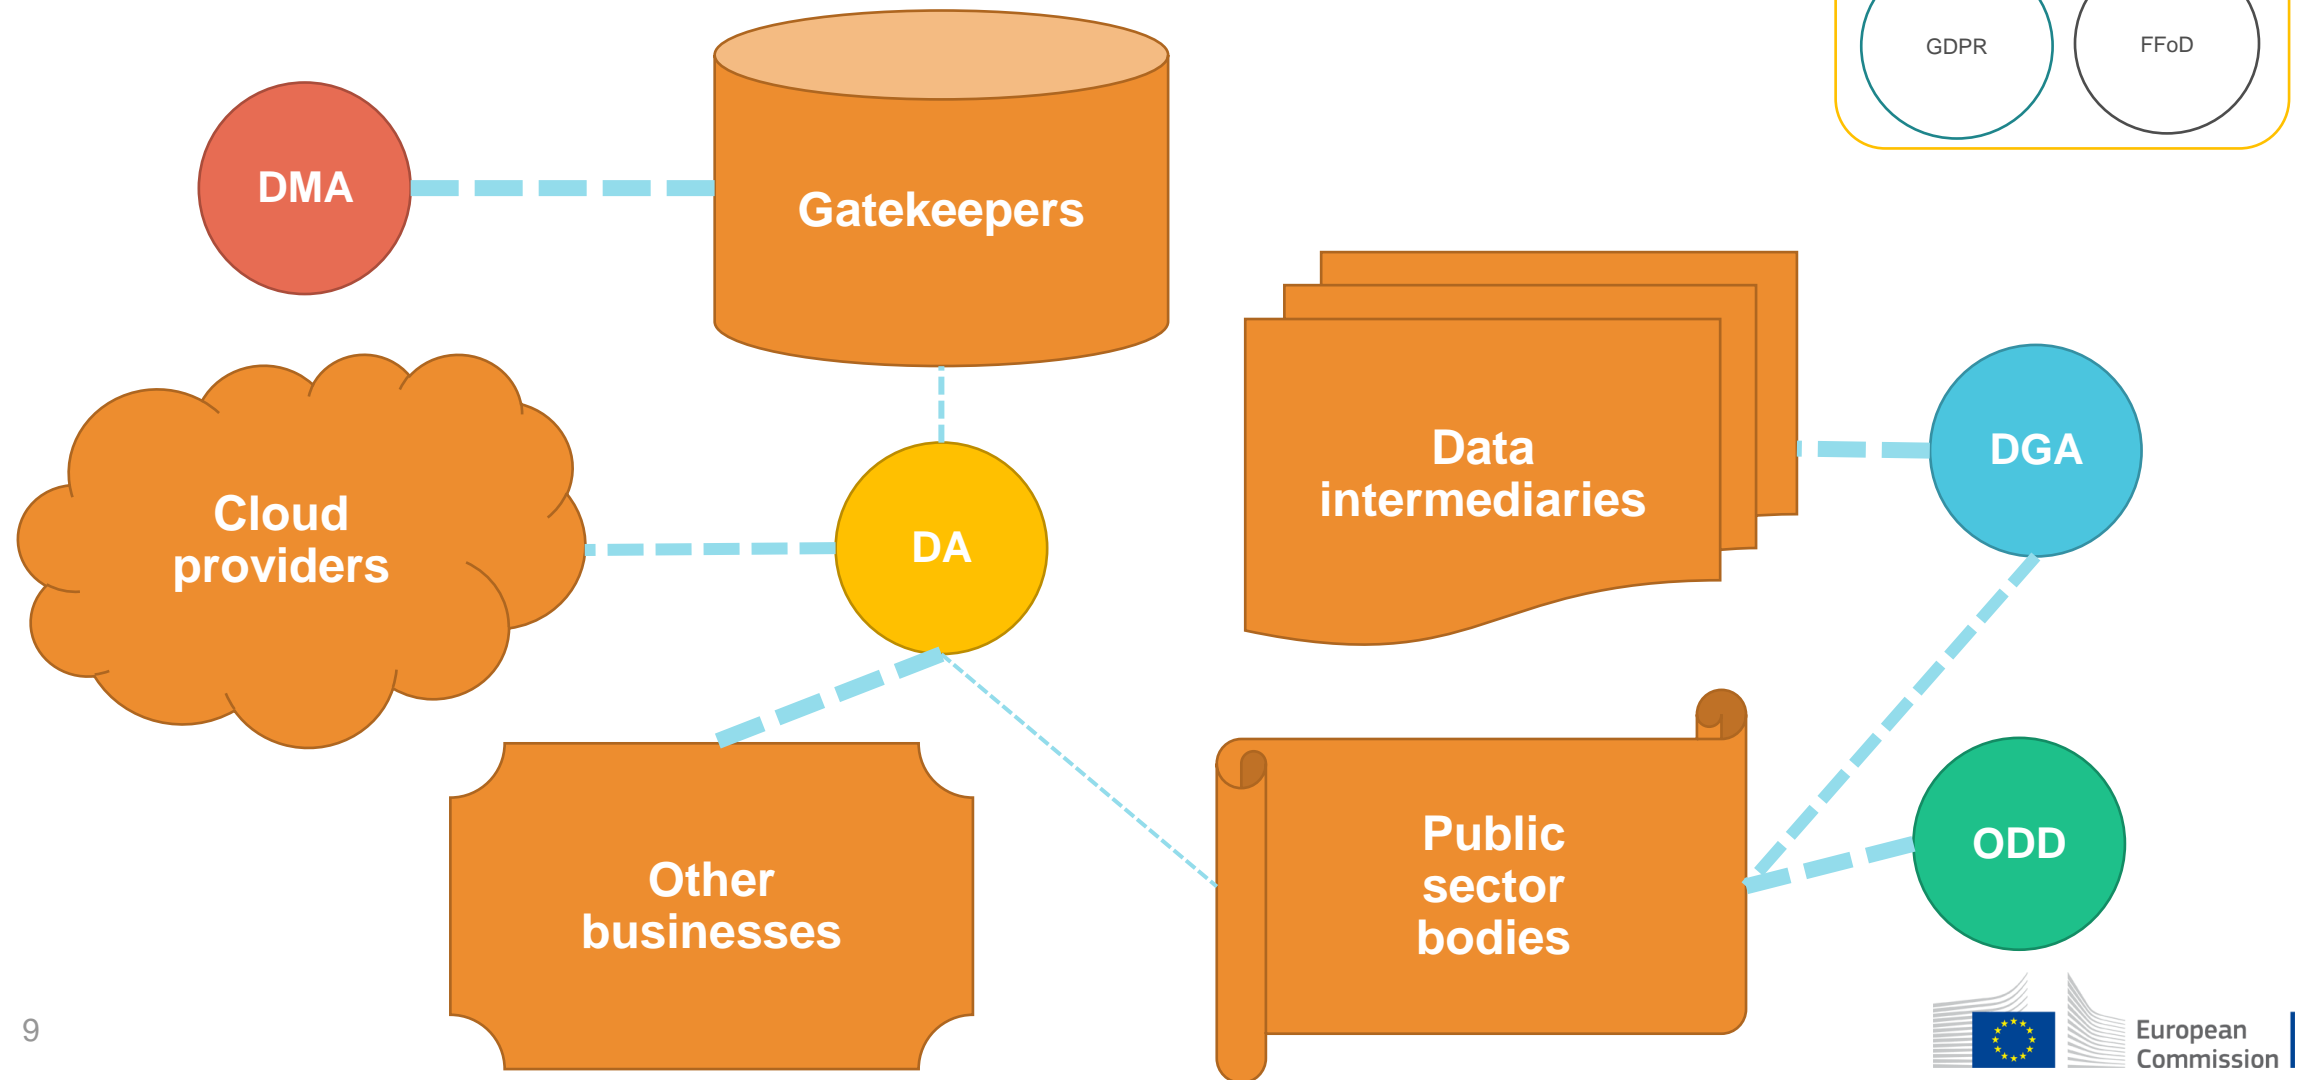 GDPR
FFoD
DMA
Gatekeepers
Data
intermediaries
DGA
Cloud
providers
DA
Other
businesses
Public
sector
bodies
ODD
9
European
Commission